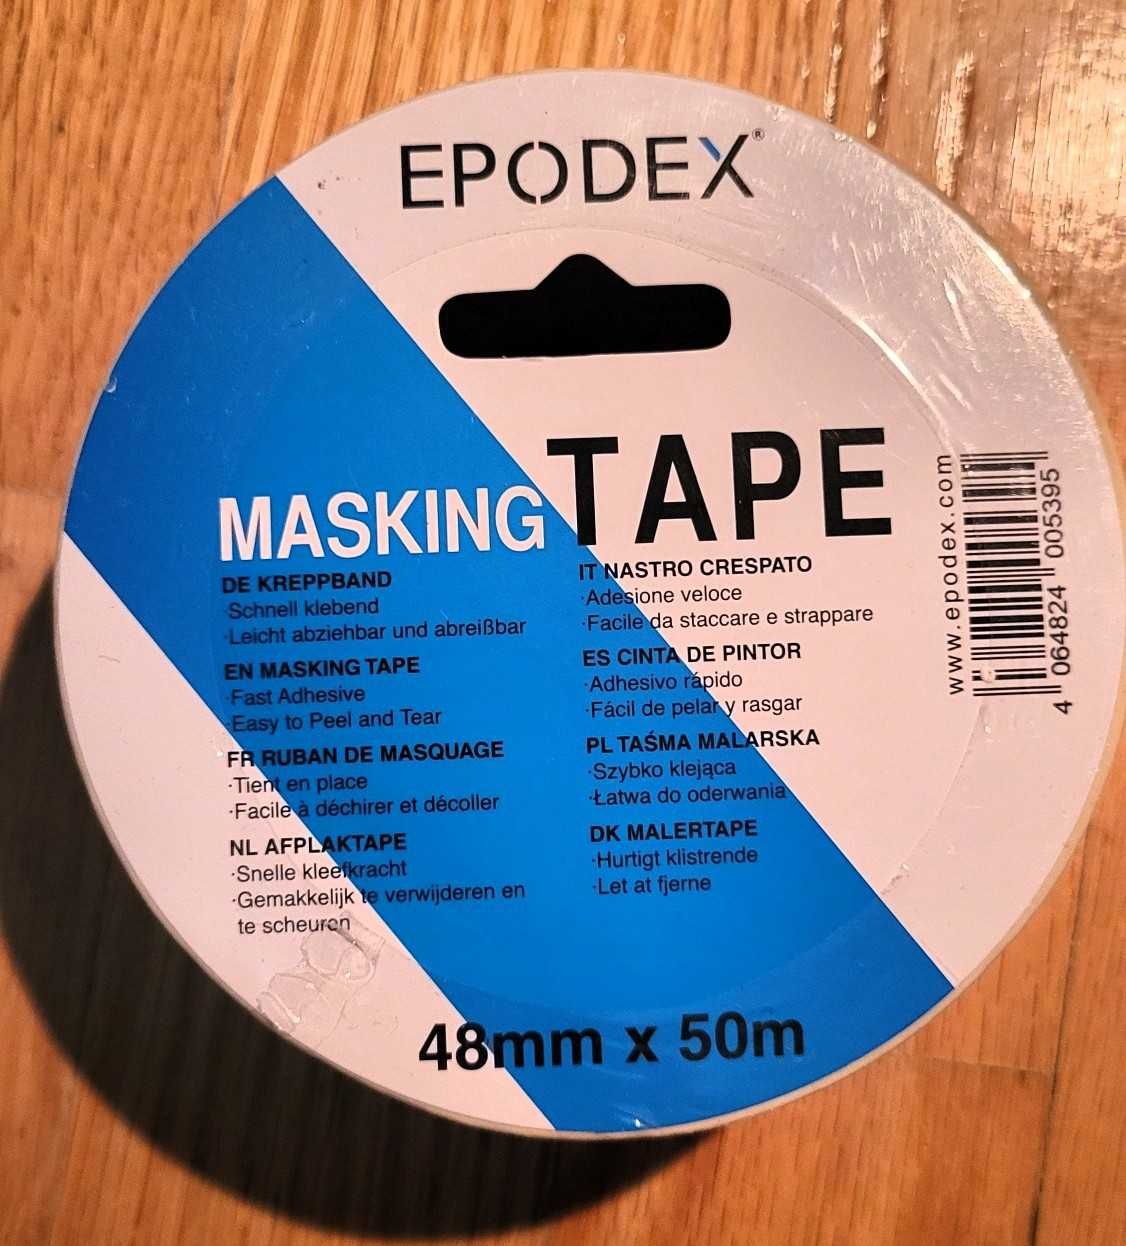 EPODEX®
MASKING TAPE
DE KREPPBAND
·Schnell klebend
·Leicht abziehbar und abreißbar
EN MASKING TAPE
·Fast Adhesive
·Easy to Peel and Tear
FR RUBAN DE MASQUAGE
·Tient en place
·Facile à déchirer et décoller
NL AFPLAKTAPE
·Snelle kleefkracht
·Gemakkelijk te verwijderen en
te scheuren
IT NASTRO CRESPATO
·Adesione veloce
·Facile da staccare e strappare
ES CINTA DE PINTOR
·Adhesivo rápido
·Fácil de pelar y rasgar
PL TAŚMA MALARSKA
·Szybko klejąca
·Łatwa do oderwania
DK MALERTAPE
·Hurtigt klistrende
·Let at fjerne
www.epodex.com
4 064824 005395
48mm x 50m